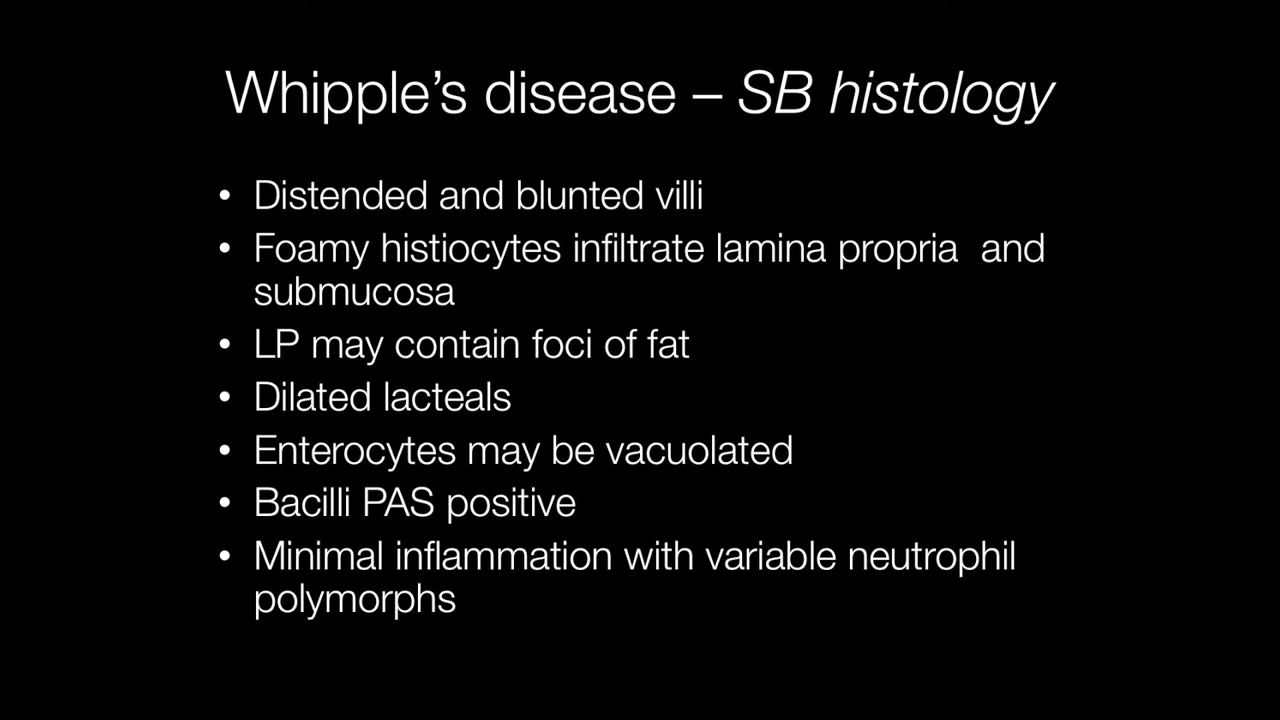 Whipple’s disease – SB histology
• Distended and blunted villi
• Foamy histiocytes infiltrate lamina propria  and
submucosa
• LP may contain foci of fat
• Dilated lacteals
• Enterocytes may be vacuolated
• Bacilli PAS positive
• Minimal inflammation with variable neutrophil
polymorphs